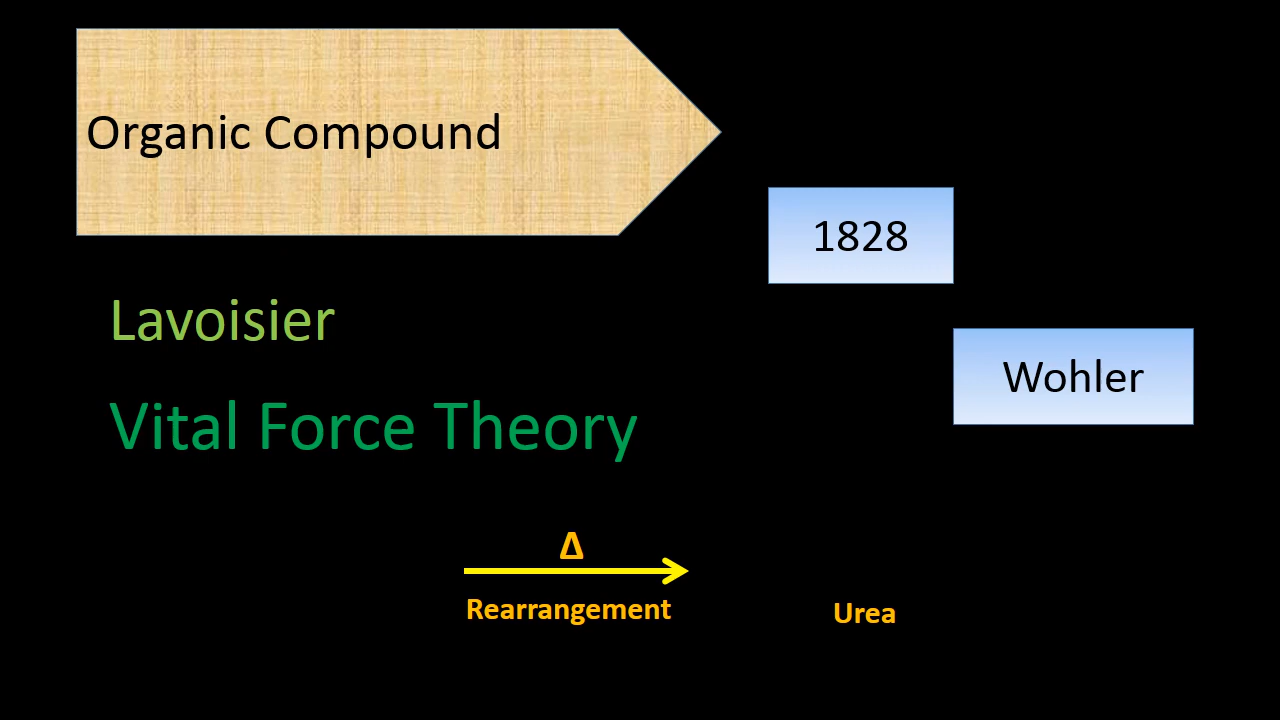 Organic Compound
1828
Lavoisier
Wohler
Vital Force Theory
Δ
Rearrangement
Urea